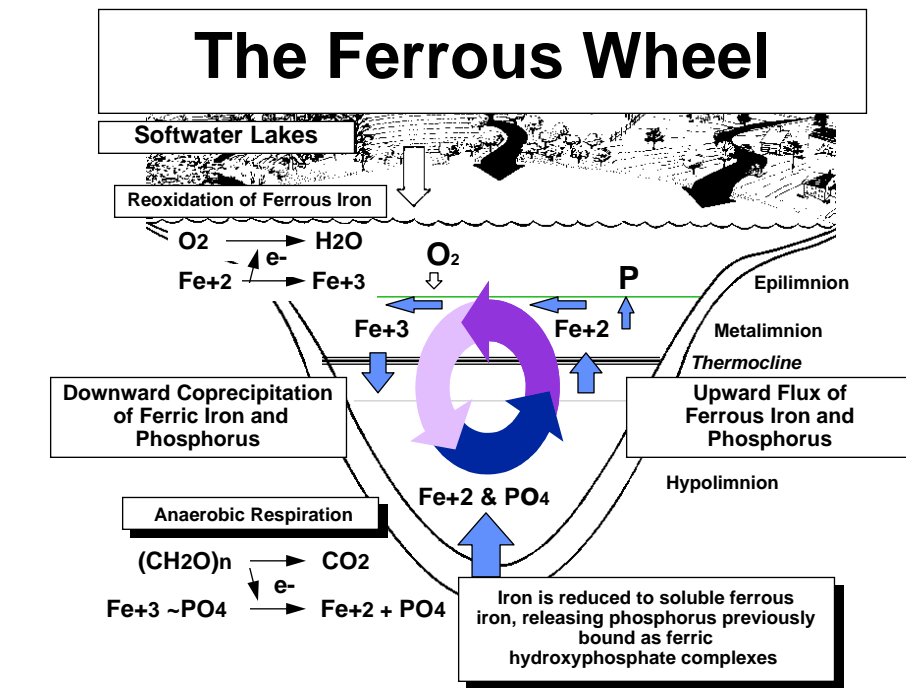 The Ferrous Wheel
Softwater Lakes
Reoxidation of Ferrous Iron
O2 H2O
e-
Fe+2 Fe+3
O2
P
Epilimnion
Fe+3 Fe+2
Metalimnion
Thermocline
Downward Coprecipitation
of Ferric Iron and
Phosphorus
Upward Flux of
Ferrous Iron and
Phosphorus
Hypolimnion
Fe+2 & PO4
Anaerobic Respiration
(CH2O)n CO2
e-
Fe+3 ~PO4 Fe+2 + PO4
Iron is reduced to soluble ferrous
iron, releasing phosphorus previously
bound as ferric
hydroxyphosphate complexes